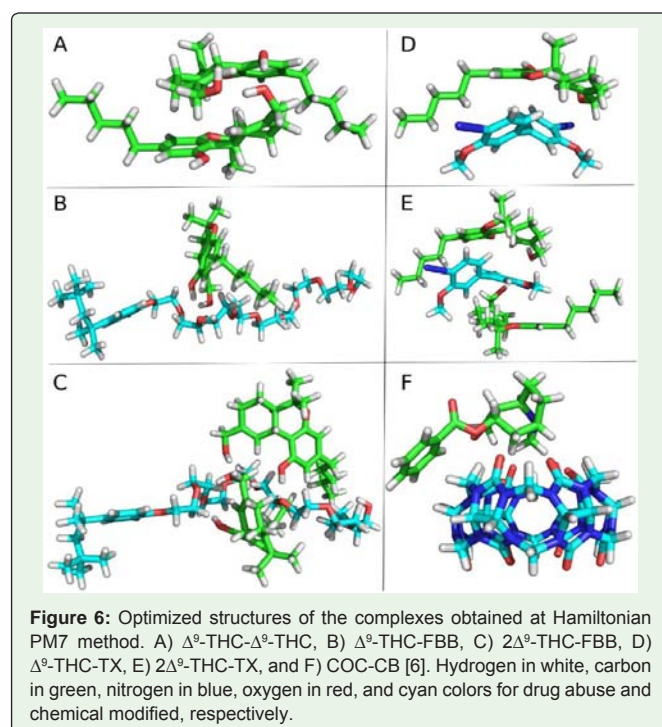 A
D
B
E
C
F
Figure 6: Optimized structures of the complexes obtained at Hamiltonian
PM7 method. A) Δ⁹-THC-Δ⁹-THC, B) Δ⁹-THC-FBB, C) 2Δ⁹-THC-FBB, D)
Δ⁹-THC-TX, E) 2Δ⁹-THC-TX, and F) COC-CB [6]. Hydrogen in white, carbon
in green, nitrogen in blue, oxygen in red, and cyan colors for drug abuse and
chemical modified, respectively.